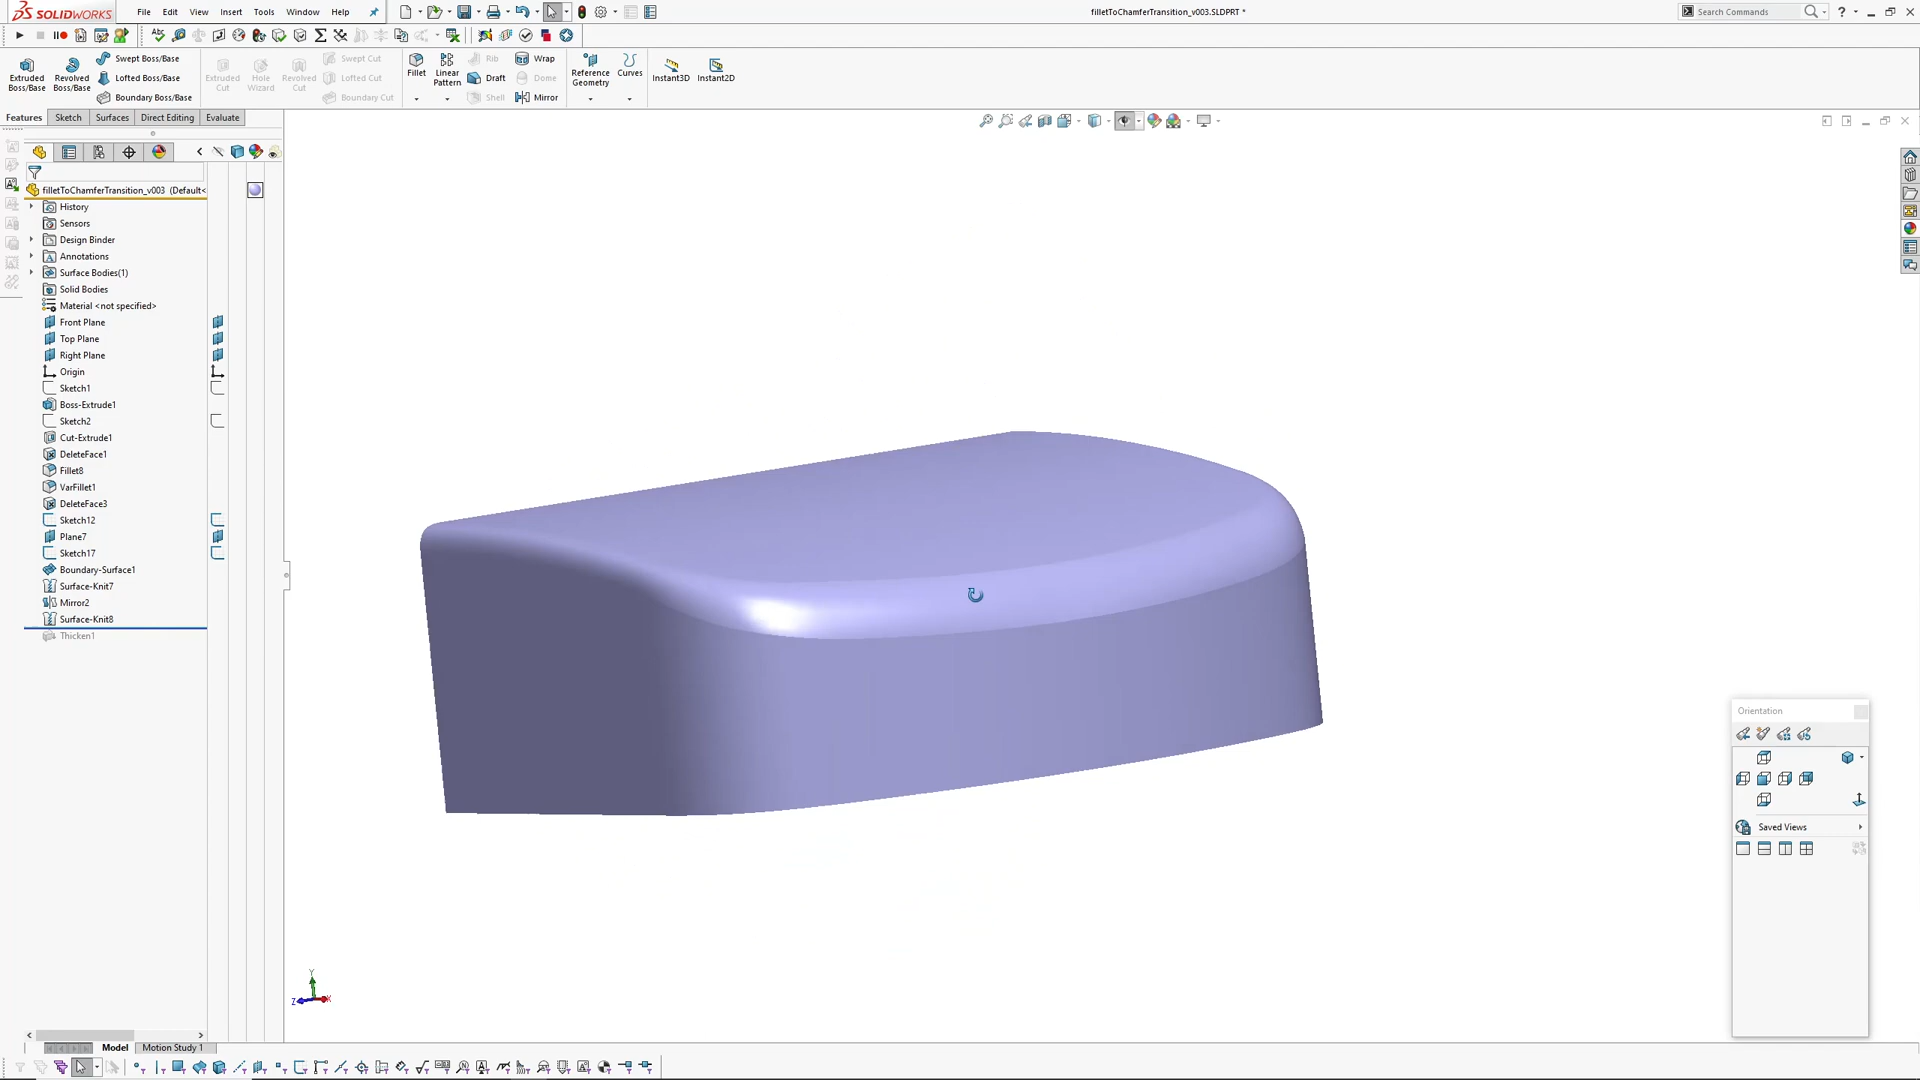 SOLIDWORKS File Edit View Insert Tools Window Help filletToChamferTransition_v003.SLDPRT * Search Commands
Extruded Boss/Base
Revolved Boss/Base
Swept Boss/Base
Lofted Boss/Base
Boundary Boss/Base
Extruded Cut
Hole Wizard
Revolved Cut
Swept Cut
Lofted Cut
Boundary Cut
Fillet
Linear Pattern
Rib
Draft
Shell
Wrap
Dome
Mirror
Reference Geometry
Curves
Instant3D
Instant2D
Features Sketch Surfaces Direct Editing Evaluate
filletToChamferTransition_v003 (Default<
History
Sensors
Design Binder
Annotations
Surface Bodies(1)
Solid Bodies
Material <not specified>
Front Plane
Top Plane
Right Plane
Origin
Sketch1
Boss-Extrude1
Sketch2
Cut-Extrude1
DeleteFace1
Fillet8
VarFillet1
DeleteFace3
Sketch12
Plane7
Sketch17
Boundary-Surface1
Surface-Knit7
Mirror2
Surface-Knit8
Thicken1
Orientation
Saved Views
Y
Z X
Model Motion Study 1